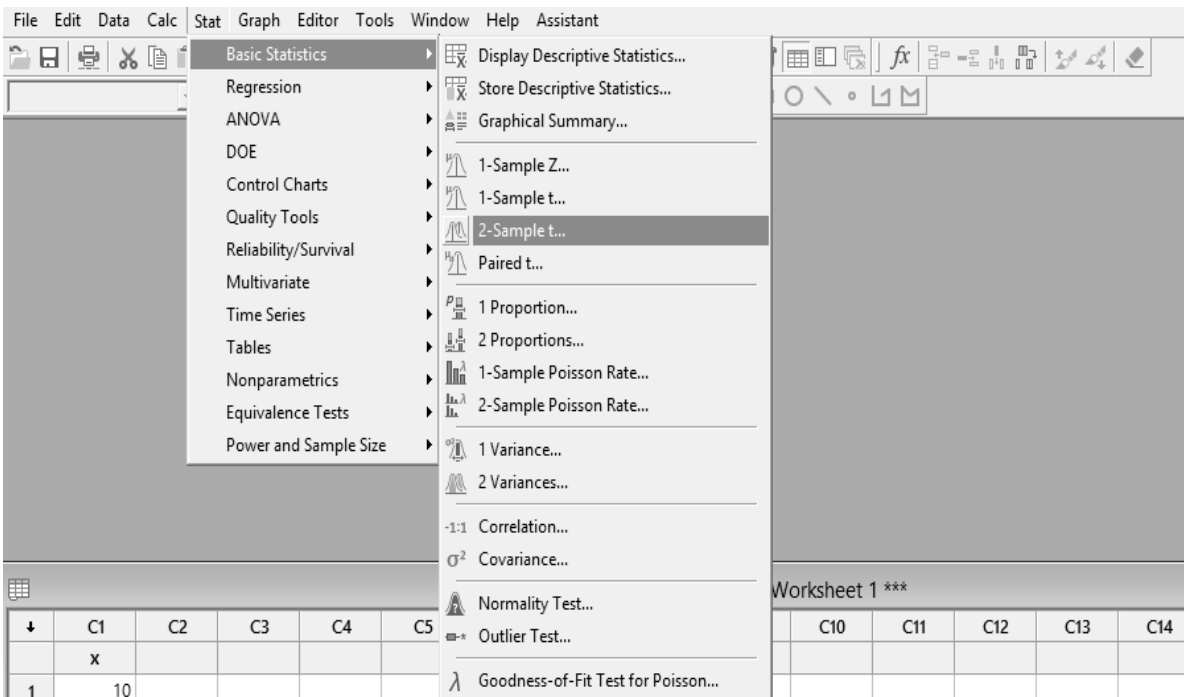 File Edit Data Calc Stat Graph Editor Tools Window Help Assistant
Basic Statistics
Regression
ANOVA
DOE
Control Charts
Quality Tools
Reliability/Survival
Multivariate
Time Series
Tables
Nonparametrics
Equivalence Tests
Power and Sample Size
Display Descriptive Statistics...
Store Descriptive Statistics...
Graphical Summary...
1-Sample Z...
1-Sample t...
2-Sample t...
Paired t...
1 Proportion...
2 Proportions...
1-Sample Poisson Rate...
2-Sample Poisson Rate...
1 Variance...
2 Variances...
-1:1 Correlation...
σ² Covariance...
Normality Test...
Outlier Test...
λ Goodness-of-Fit Test for Poisson...
fx
Worksheet 1 ***
C1 C2 C3 C4 C5 C10 C11 C12 C13 C14
x
1 10